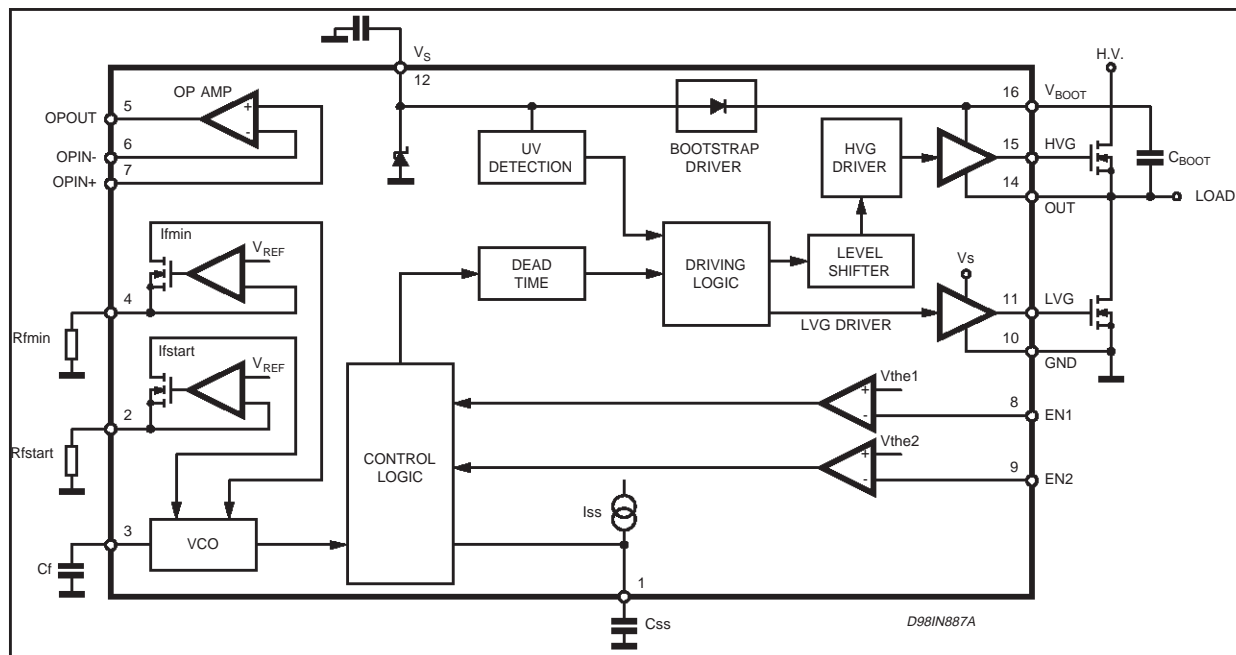 VS
12
H.V.
OP AMP
5
OPOUT
+
-
6
OPIN-
7
OPIN+
16
VBOOT
BOOTSTRAP
DRIVER
UV
DETECTION
HVG
DRIVER
15
HVG
CBOOT
14
OUT
LOAD
Ifmin
VREF
4
Rfmin
DEAD
TIME
DRIVING
LOGIC
LEVEL
SHIFTER
Vs
11
LVG
LVG DRIVER
10
GND
Ifstart
VREF
2
Rfstart
CONTROL
LOGIC
Vthe1
+
-
8
EN1
Vthe2
+
-
9
EN2
Iss
3
VCO
Cf
1
Css
D98IN887A